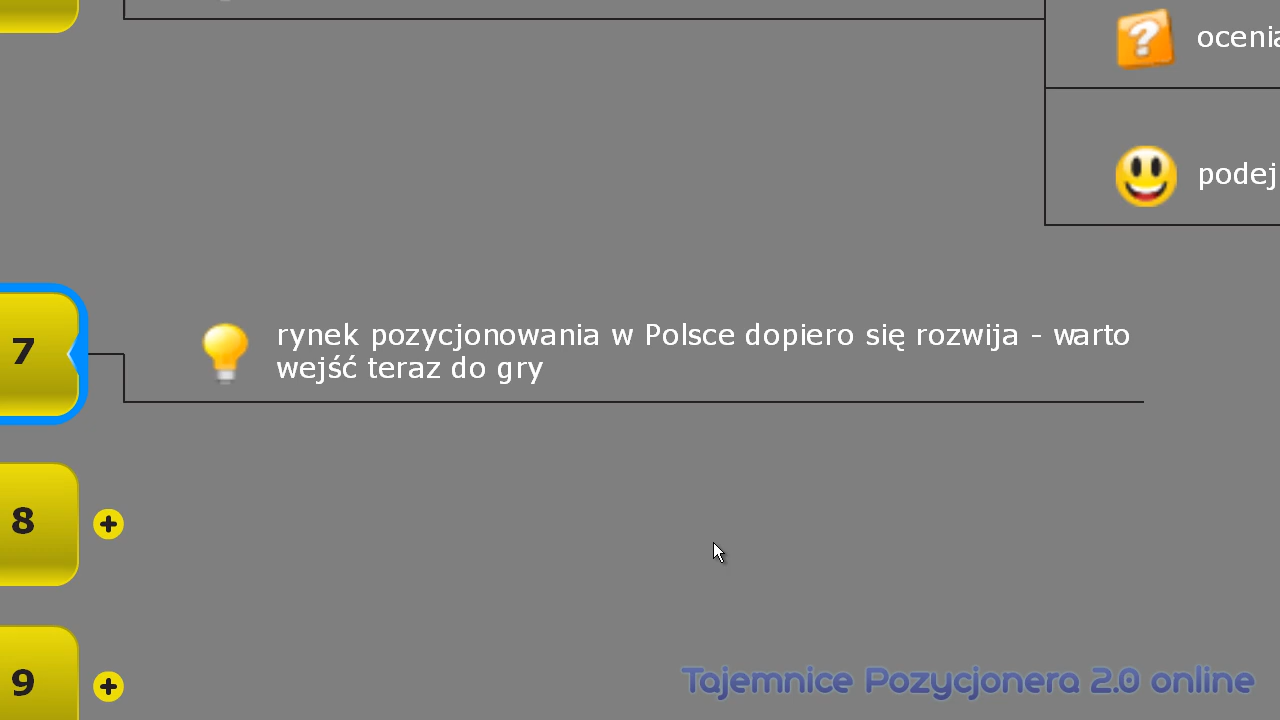 ocenia
podej
7
rynek pozycjonowania w Polsce dopiero się rozwija - warto
wejść teraz do gry
8
9
Tajemnice Pozycjonera 2.0 online